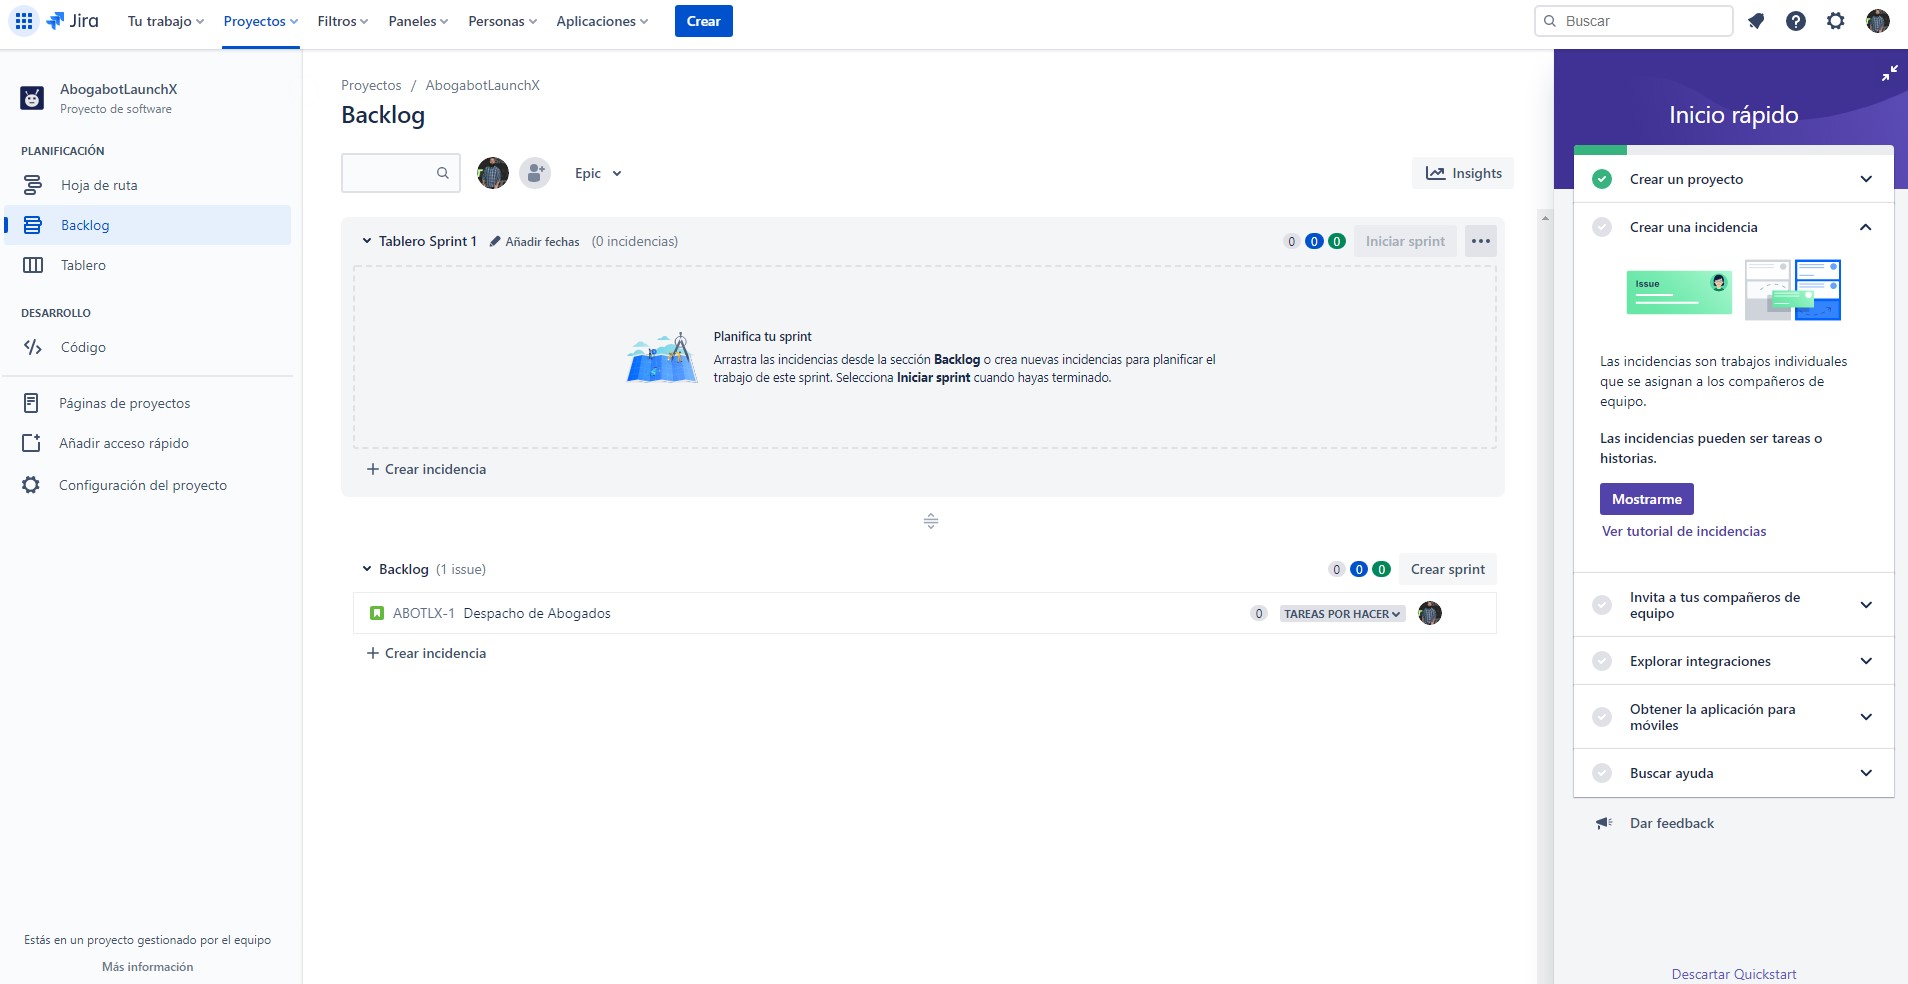 Jira
Tu trabajo
Proyectos
Filtros
Paneles
Personas
Aplicaciones
Crear
Buscar
AbogabotLaunchX
Proyecto de software
PLANIFICACIÓN
Hoja de ruta
Backlog
Tablero
DESARROLLO
Código
Páginas de proyectos
Añadir acceso rápido
Configuración del proyecto
Estás en un proyecto gestionado por el equipo
Más información
Proyectos / AbogabotLaunchX
Backlog
Epic
Insights
Tablero Sprint 1 Añadir fechas (0 incidencias)
0 0 0 Iniciar sprint
Planifica tu sprint
Arrastra las incidencias desde la sección Backlog o crea nuevas incidencias para planificar el
trabajo de este sprint. Selecciona Iniciar sprint cuando hayas terminado.
+ Crear incidencia
Backlog (1 issue)
0 0 0 Crear sprint
ABOTLX-1 Despacho de Abogados
0 TAREAS POR HACER
+ Crear incidencia
Inicio rápido
Crear un proyecto
Crear una incidencia
Issue
Las incidencias son trabajos individuales
que se asignan a los compañeros de
equipo.
Las incidencias pueden ser tareas o
historias.
Mostrarme
Ver tutorial de incidencias
Invita a tus compañeros de
equipo
Explorar integraciones
Obtener la aplicación para
móviles
Buscar ayuda
Dar feedback
Descartar Quickstart